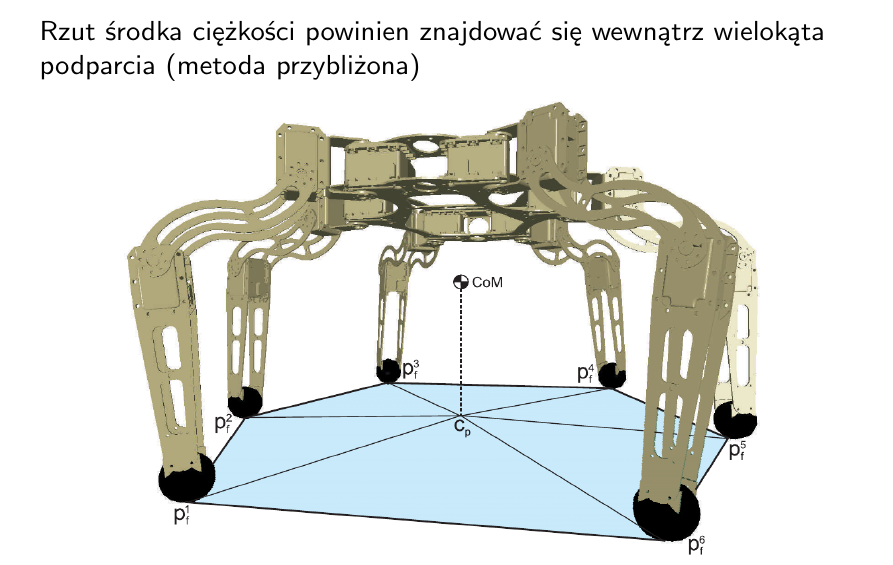 Rzut środka ciężkości powinien znajdować się wewnątrz wielokąta
podparcia (metoda przybliżona)
CoM
p_f^3
p_f^4
p_f^2
c_p
p_f^5
p_f^1
p_f^6